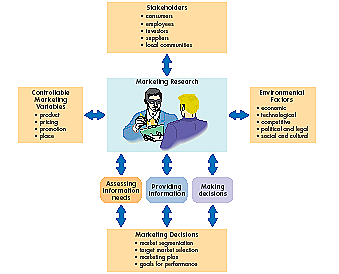 Stakeholders
• consumers
• employees
• investors
• suppliers
• local communities
Controllable
Marketing
Variables
• product
• pricing
• promotion
• place
Marketing Research
Environmental
Factors
• economic
• technological
• competitive
• political and legal
• social and cultural
Assessing
information
needs
Providing
information
Making
decisions
Marketing Decisions
• market segmentation
• target market selection
• marketing plan
• goals for performance